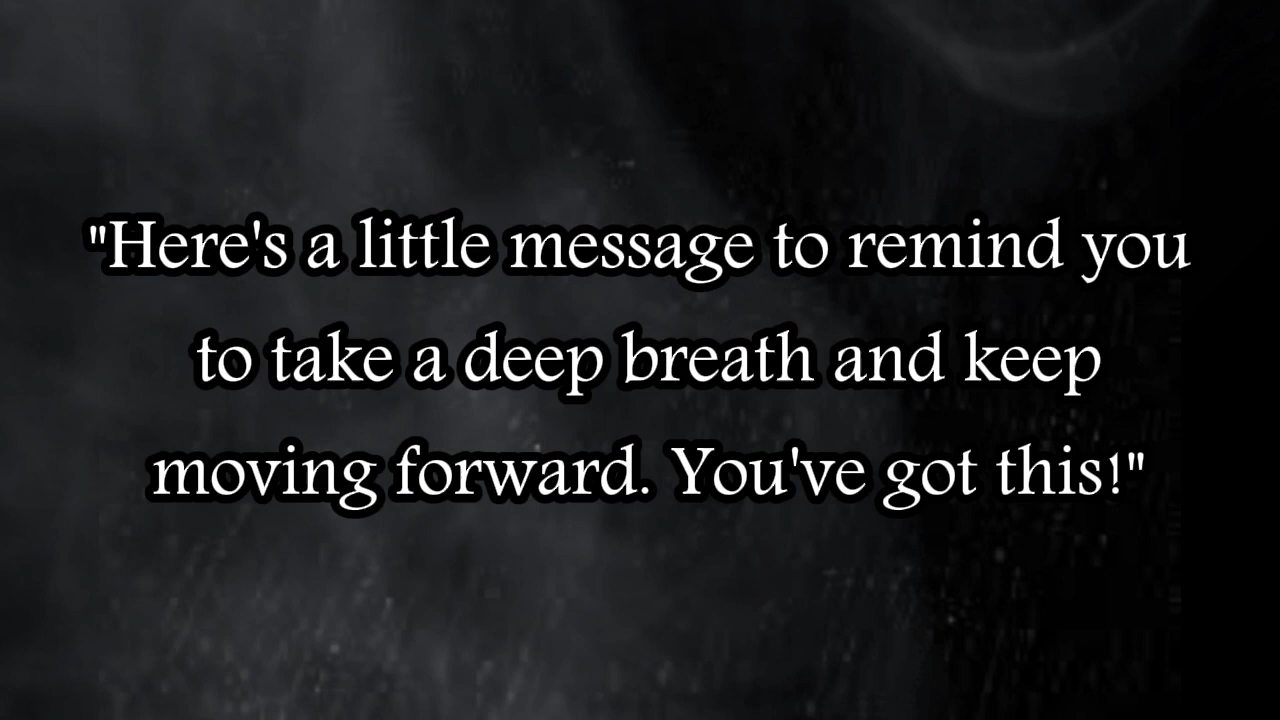 "Here's a little message to remind you
to take a deep breath and keep
moving forward. You've got this!"